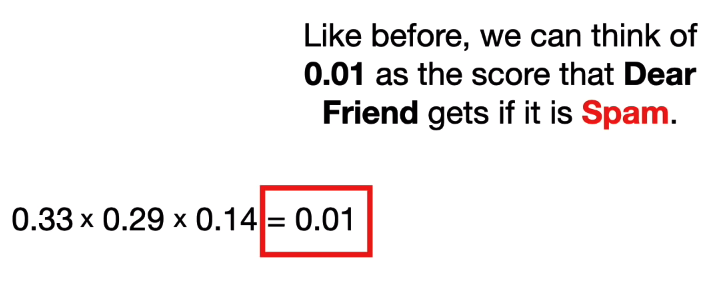 Like before, we can think of
0.01 as the score that Dear
Friend gets if it is Spam.
0.33 x 0.29 x 0.14 = 0.01